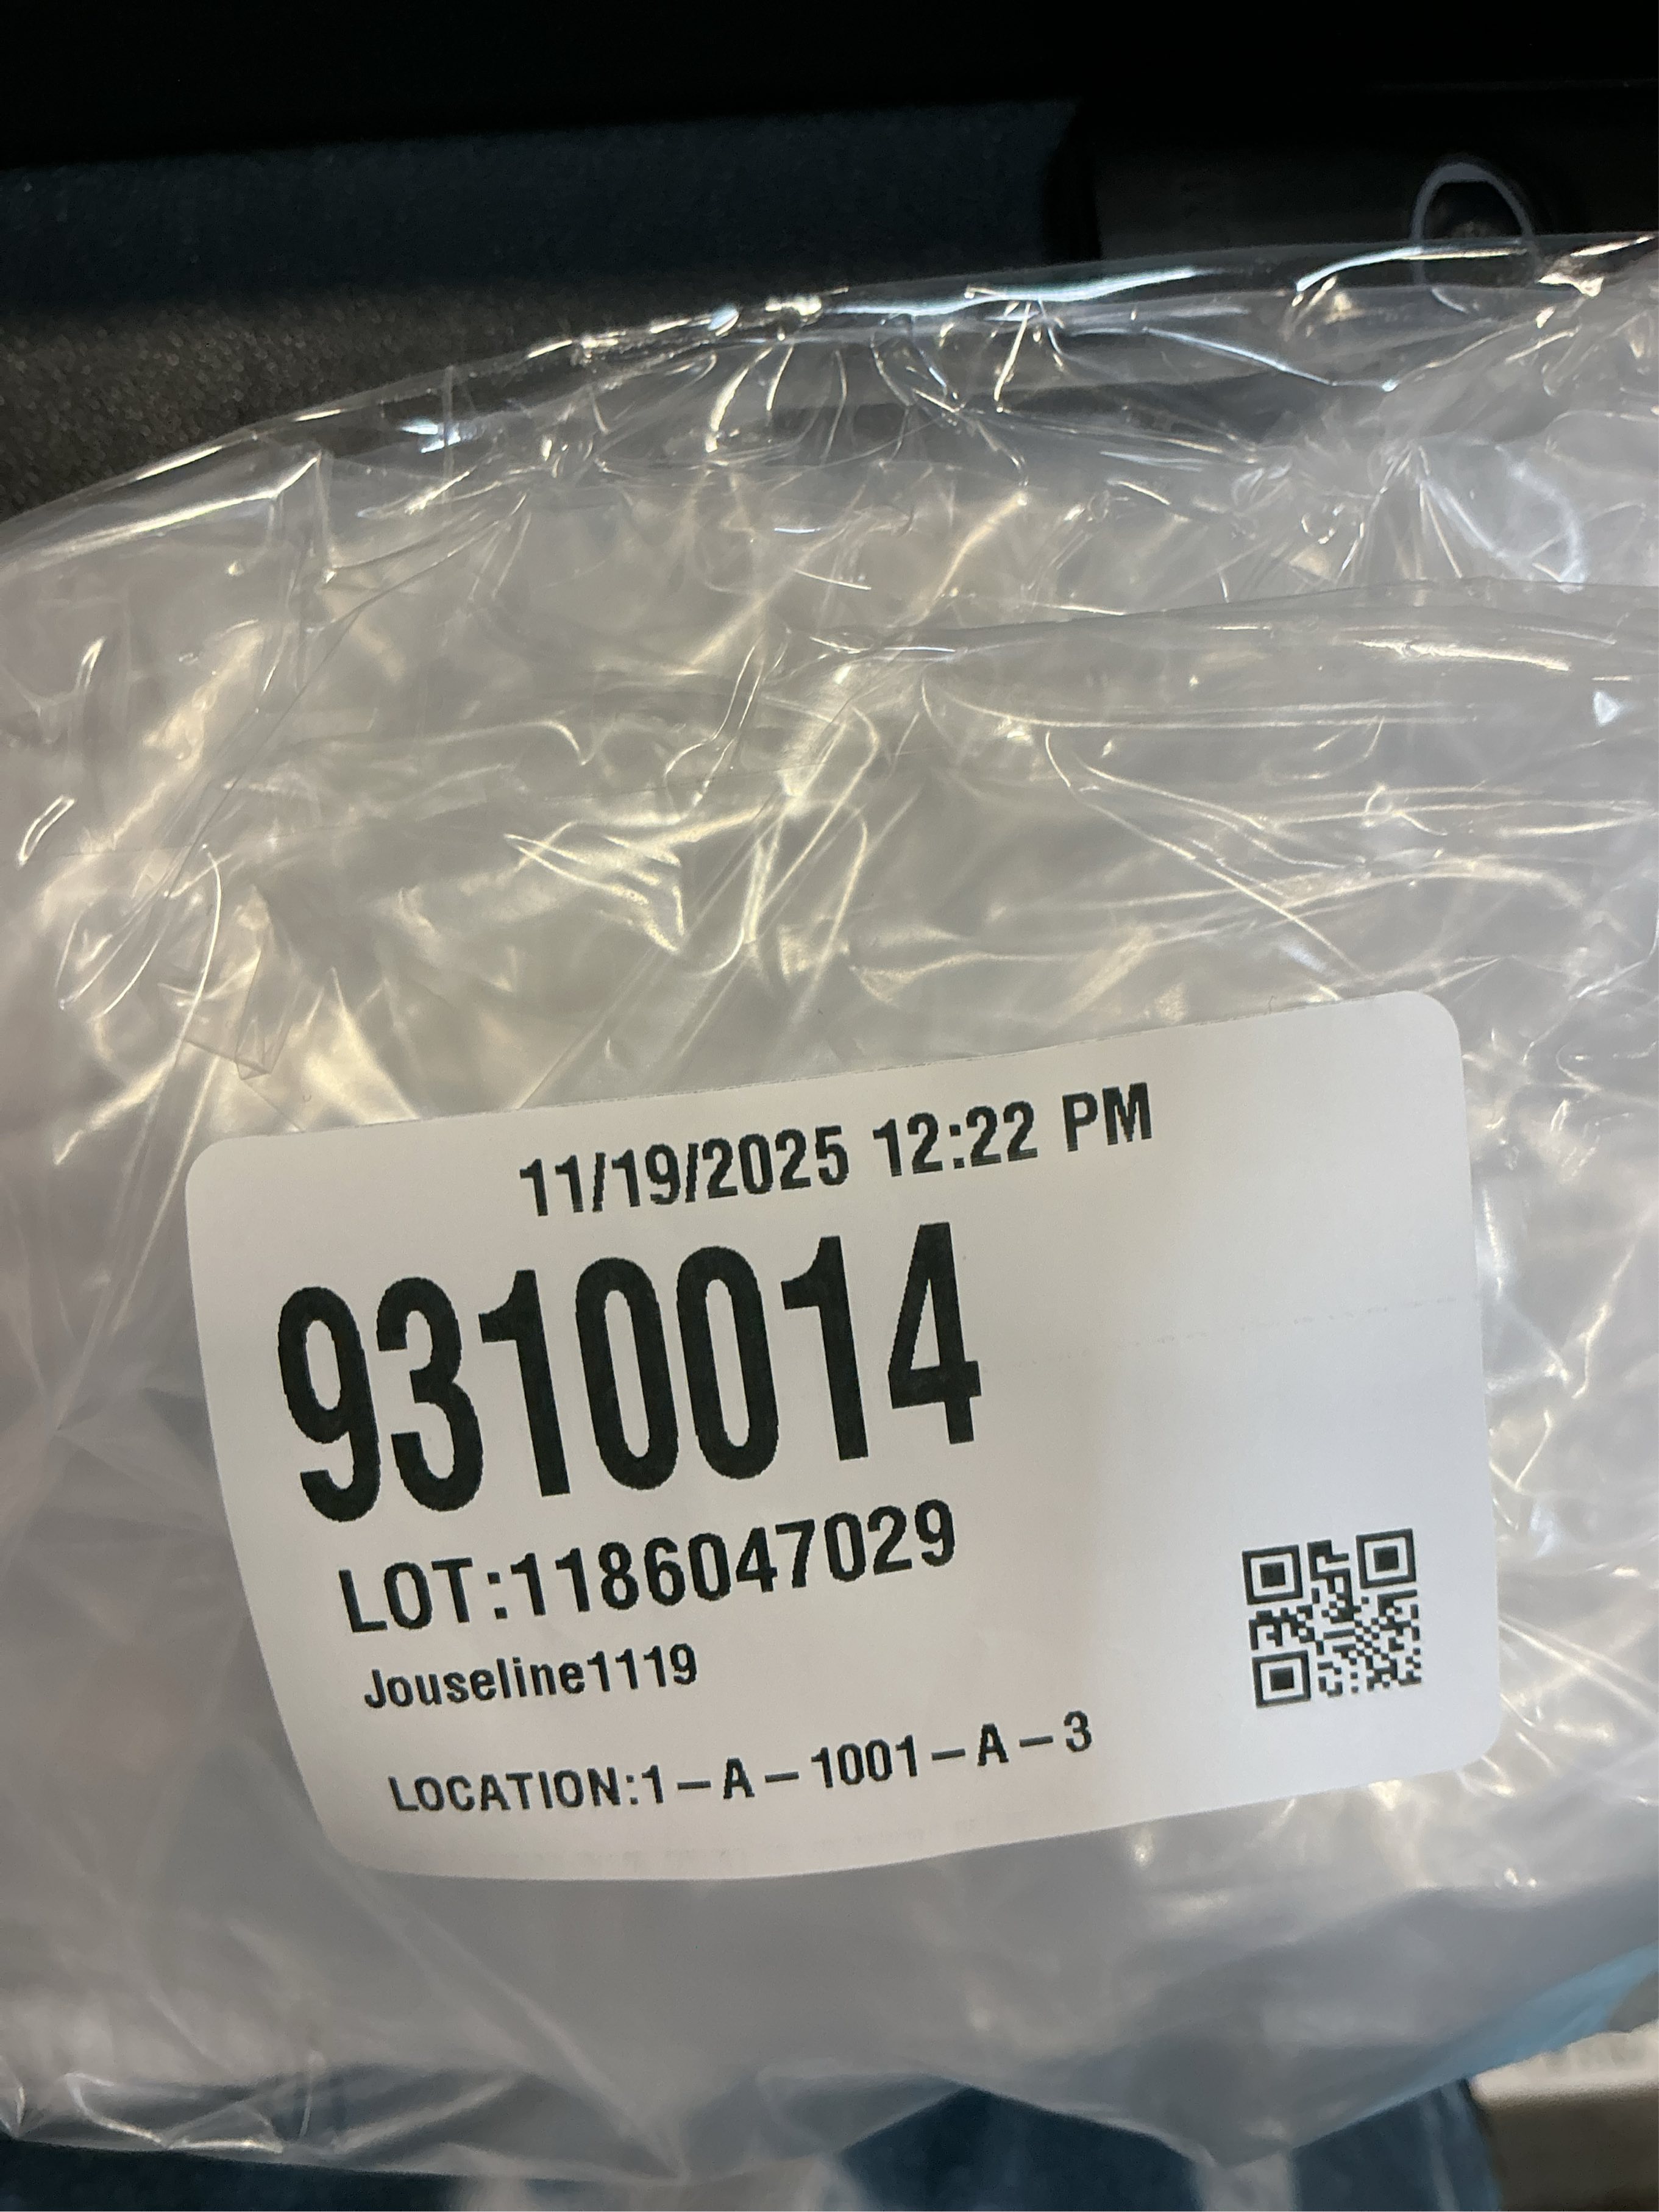 11/19/2025 12:22 PM
9310014
LOT:1186047029
Jouseline1119
LOCATION:1-A-1001-A-3